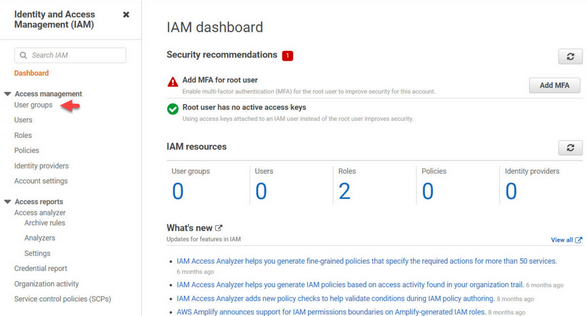 Identity and Access
Management (IAM)
Search IAM
Dashboard
Access management
User groups
Users
Roles
Policies
Identity providers
Account settings
Access reports
Access analyzer
Archive rules
Analyzers
Settings
Credential report
Organization activity
Service control policies (SCPs)
IAM dashboard
Security recommendations 1
Add MFA for root user
Enable multi-factor authentication (MFA) for the root user to improve security for this account.
Add MFA
Root user has no active access keys
Using access keys attached to an IAM user instead of the root user improves security.
IAM resources
User groups Users Roles Policies Identity providers
0 0 2 0 0
What's new
Updates for features in IAM
View all
IAM Access Analyzer helps you generate fine-grained policies that specify the required actions for more than 50 services.
6 months ago
IAM Access Analyzer helps you generate IAM policies based on access activity found in your organization trail. 6 months ago
IAM Access Analyzer adds new policy checks to help validate conditions during IAM policy authoring. 8 months ago
AWS Amplify announces support for IAM permissions boundaries on Amplify-generated IAM roles. 8 months ago